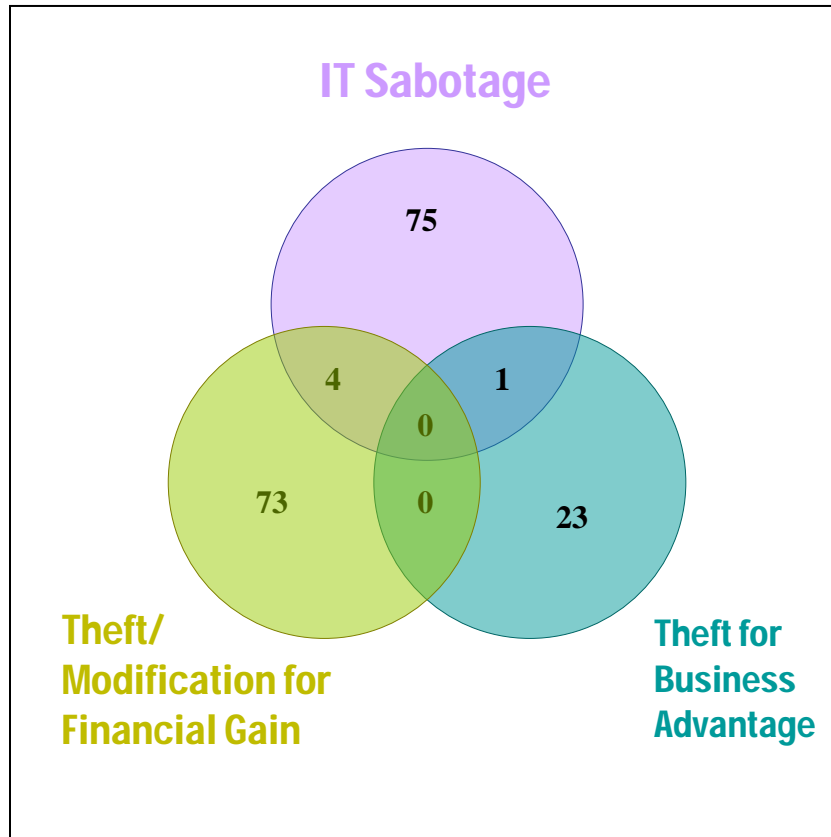 IT Sabotage
75
4
1
0
73
0
23
Theft/
Modification for
Financial Gain
Theft for
Business
Advantage